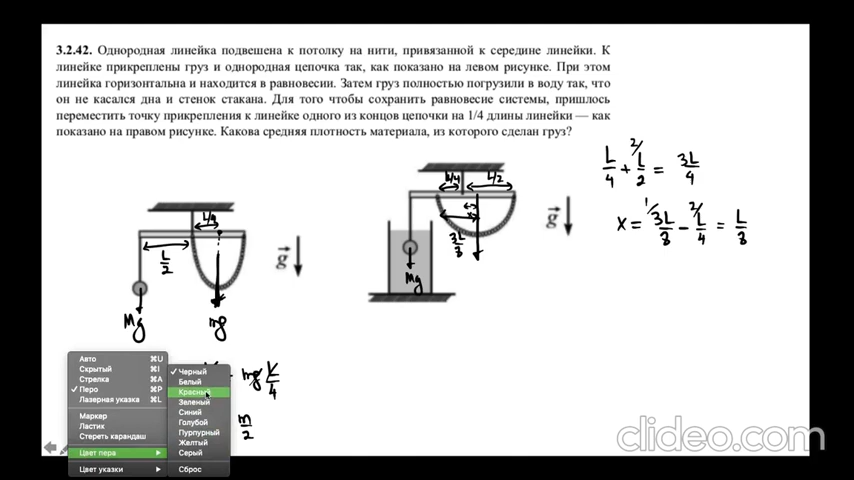 3.2.42. Однородная линейка подвешена к потолку на нити, привязанной к середине линейки. К
линейке прикреплены груз и однородная цепочка так, как показано на левом рисунке. При этом
линейка горизонтальна и находится в равновесии. Затем груз полностью погрузили в воду так, что
он не касался дна и стенок стакана. Для того чтобы сохранить равновесие системы, пришлось
переместить точку прикрепления к линейке одного из концов цепочки на 1/4 длины линейки — как
показано на правом рисунке. Какова средняя плотность материала, из которого сделан груз?
L/4 + L/2 = 3L/4
x = 3L/8 - L/4 = L/8
L/4 L/2
x
3L/8
g
Mg
L/4
L/2
g
Mg mg
mg L/4
m/2
Авто ⌘U
Скрытый ⌘I
Стрелка ⌘A
✓ Перо ⌘P
Лазерная указка ⌘L
Маркер
Ластик
Стереть карандаш
Цвет пера
Цвет указки
✓ Черный
Белый
Красный
Зеленый
Синий
Голубой
Пурпурный
Желтый
Серый
Сброс
clideo.com